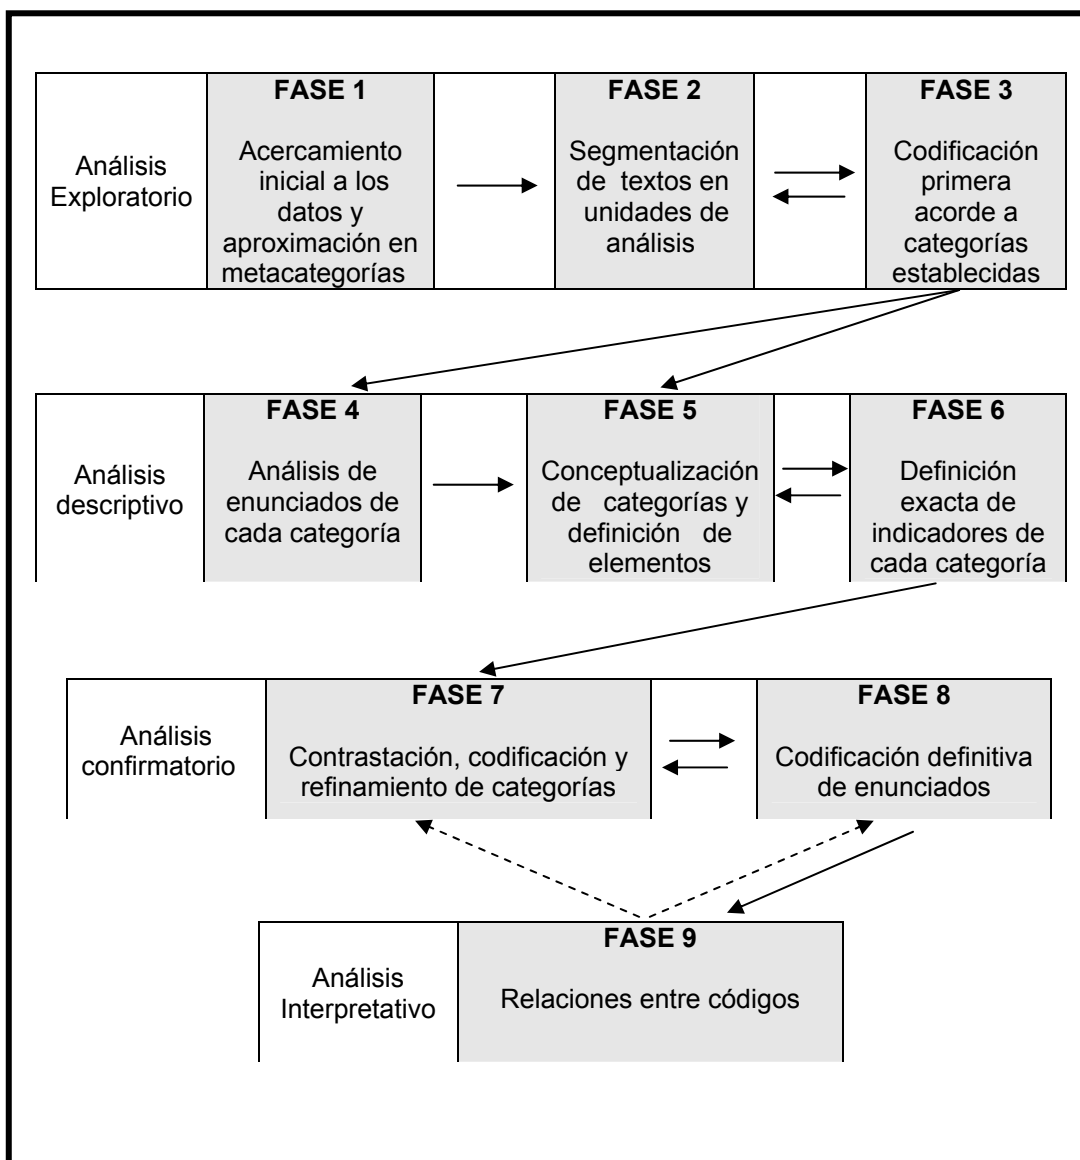 Análisis
Exploratorio
FASE 1
Acercamiento
inicial a los
datos y
aproximación en
metacategorías
FASE 2
Segmentación
de textos en
unidades de
análisis
FASE 3
Codificación
primera
acorde a
categorías
establecidas
Análisis
descriptivo
FASE 4
Análisis de
enunciados de
cada categoría
FASE 5
Conceptualización
de categorías y
definición de
elementos
FASE 6
Definición
exacta de
indicadores de
cada categoría
Análisis
confirmatorio
FASE 7
Contrastación, codificación y
refinamiento de categorías
FASE 8
Codificación definitiva
de enunciados
Análisis
Interpretativo
FASE 9
Relaciones entre códigos